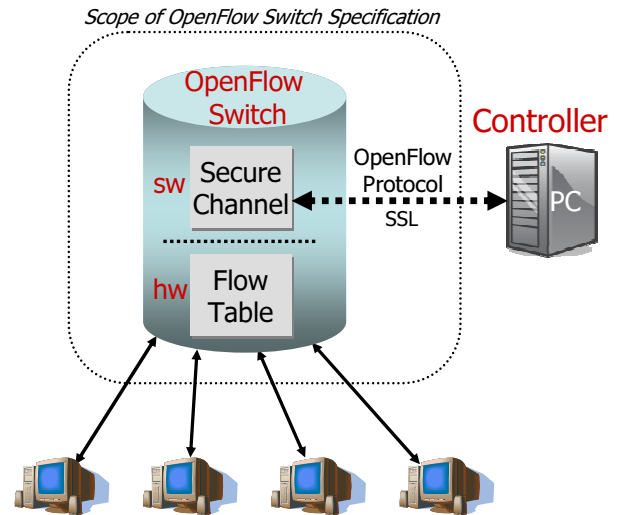 Scope of OpenFlow Switch Specification
OpenFlow
Switch
Controller
sw
Secure
Channel
OpenFlow
Protocol
SSL
PC
hw
Flow
Table